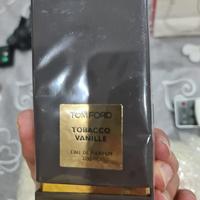 TOM FORD
TOBACCO
VANILLE
EAU DE PARFUM